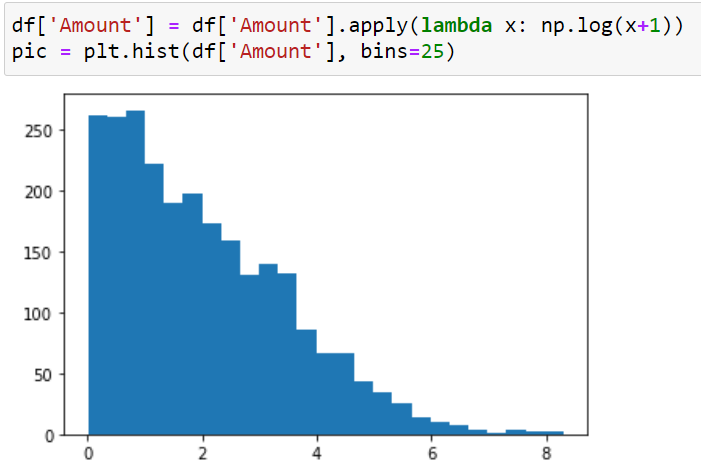 df['Amount'] = df['Amount'].apply(lambda x: np.log(x+1))
pic = plt.hist(df['Amount'], bins=25)
250
200
150
100
50
0
0 2 4 6 8